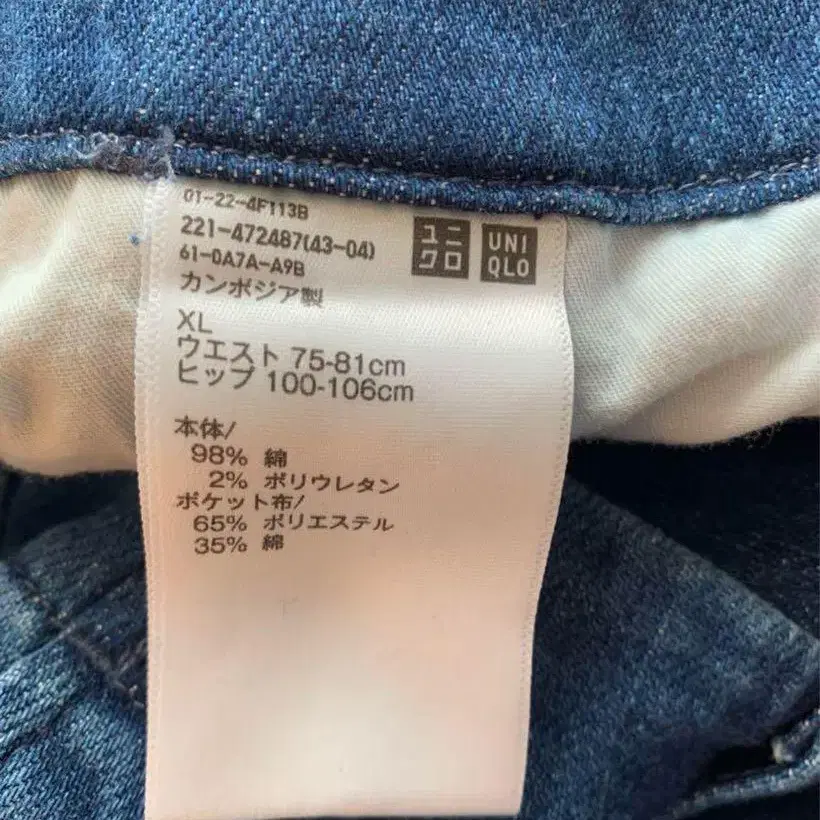 01-22-4F113B
221-472487(43-04)
61-0A7A-A9B
カンボジア製
ユニ
クロ
UNI
QLO
XL
ウエスト 75-81cm
ヒップ 100-106cm
本体/
98% 綿
2% ポリウレタン
ポケット布/
65% ポリエステル
35% 綿